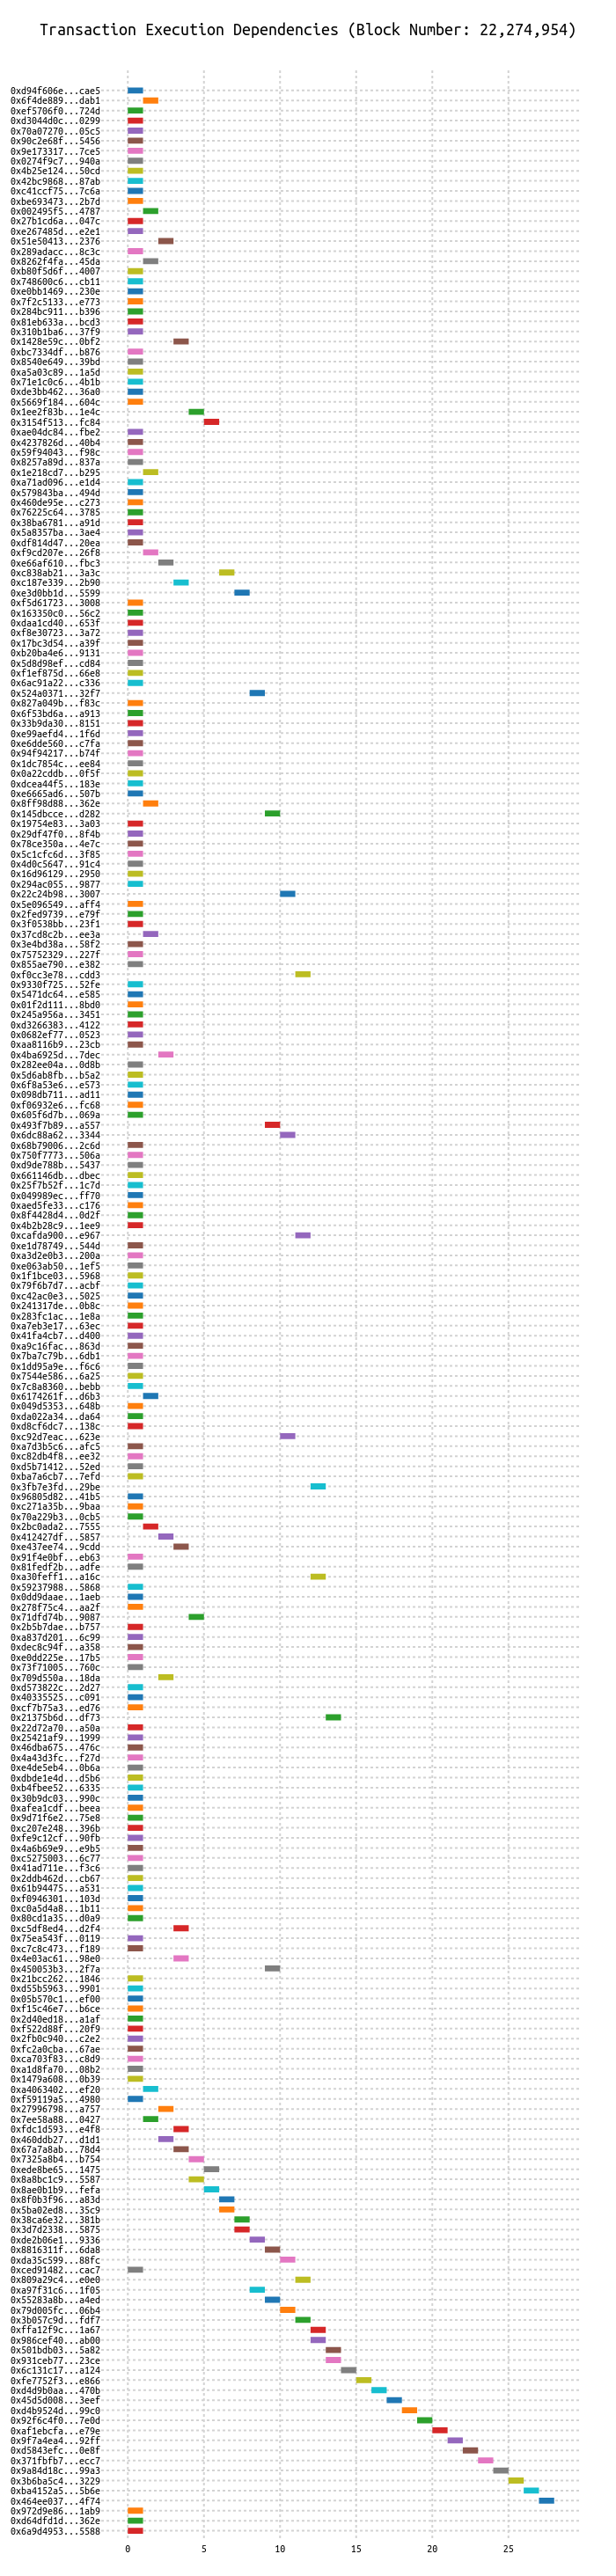 Transaction Execution Dependencies (Block Number: 22,274,954)
0xd94f606e...cae5
0x6f4de889...dab1
0xef5706f0...724d
0xd3044d0c...0299
0x70a07270...05c5
0x90c2e68f...5456
0x9e173317...7ce5
0x0274f9c7...940a
0x4b25e124...50cd
0x42bc9868...87ab
0xc41ccf75...7c6a
0xbe693473...2b7d
0x002495f5...4787
0x27b1cd6a...047c
0xe267485d...e2e1
0x51e50413...2376
0x289adacc...8c3c
0x8262f4fa...45da
0xb80f5d6f...4007
0x748600c6...cb11
0xe0bb1469...230e
0x7f2c5133...e773
0x284bc911...b396
0x81eb633a...bcd3
0x310b1ba6...37f9
0x1428e59c...0bf2
0xbc7334df...b876
0x8540e649...39bd
0xa5a03c89...1a5d
0x71e1c0c6...4b1b
0xde3bb462...36a0
0x5669f184...604c
0x1ee2f83b...1e4c
0x3154f513...fc84
0xae04dc84...fbe2
0x4237826d...40b4
0x59f94043...f98c
0x8257a89d...837a
0x1e218cd7...b295
0xa71ad096...e1d4
0x579843ba...494d
0x460de95e...c273
0x76225c64...3785
0x38ba6781...a91d
0x5a8357ba...3ae4
0xdf814d47...20ea
0xf9cd207e...26f8
0xe66af610...fbc3
0xc838ab21...3a3c
0xc187e339...2b90
0xe3d0bb1d...5599
0xf5d61723...3008
0x163350c0...56c2
0xdaa1cd40...653f
0xf8e30723...3a72
0x17bc3d54...a39f
0xb20ba4e6...9131
0x5d8d98ef...cd84
0xf1ef875d...66e8
0x6ac91a22...c336
0x524a0371...32f7
0x827a049b...f83c
0x6f53bd6a...a913
0x33b9da30...8151
0xe99aefd4...1f6d
0xe6dde560...c7fa
0x94f94217...b74f
0x1dc7854c...ee84
0x0a22cddb...0f5f
0xdcea44f5...183e
0xe6665ad6...507b
0x8ff98d88...362e
0x145dbcce...d282
0x19754e83...3a03
0x29df47f0...8f4b
0x78ce350a...4e7c
0x5c1cfc6d...3f85
0x4d0c5647...91c4
0x16d96129...2950
0x294ac055...9877
0x22c24b98...3007
0x5e096549...aff4
0x2fed9739...e79f
0x3f0538bb...23f1
0x37cd8c2b...ee3a
0x3e4bd38a...58f2
0x75752329...227f
0x855ae790...e382
0xf0cc3e78...cdd3
0x9330f725...52fe
0x5471dc64...e585
0x01f2d111...8bd0
0x245a956a...3451
0xd3266383...4122
0x0682ef77...0523
0xaa8116b9...23cb
0x4ba6925d...7dec
0x282ee04a...0d8b
0x5d6ab8fb...b5a2
0x6f8a53e6...e573
0x098db711...ad11
0xf06932e6...fc68
0x605f6d7b...069a
0x493f7b89...a557
0x6dc88a62...3344
0x68b79006...2c6d
0x750f7773...506a
0xd9de788b...5437
0x661146db...dbec
0x25f7b52f...1c7d
0x049989ec...ff70
0xaed5fe33...c176
0x8f4428d4...0d2f
0x4b2b28c9...1ee9
0xcafda900...e967
0xe1d78749...544d
0xa3d2e0b3...200a
0xe063ab50...1ef5
0x1f1bce03...5968
0x79f6b7d7...acbf
0xc42ac0e3...5025
0x241317de...0b8c
0x283fc1ac...1e8a
0xa7eb3e17...63ec
0x41fa4cb7...d400
0xa9c16fac...863d
0x7ba7c79b...6db1
0x1dd95a9e...f6c6
0x7544e586...6a25
0x7c8a8360...bebb
0x6174261f...d6b3
0x049d5353...648b
0xda022a34...da64
0xd8cf6dc7...138c
0xc92d7eac...623e
0xa7d3b5c6...afc5
0xc82db4f8...ee32
0xd5b71412...52ed
0xba7a6cb7...7efd
0x3fb7e3fd...29be
0x96805d82...41b5
0xc271a35b...9baa
0x70a229b3...0cb5
0x2bc0ada2...7555
0x412427df...5857
0xe437ee74...9cdd
0x91f4e0bf...eb63
0x81fedf2b...adfe
0xa30feff1...a16c
0x59237988...5868
0x0dd9daae...1aeb
0x278f75c4...aa2f
0x71dfd74b...9087
0x2b5b7dae...b757
0xa837d201...6c99
0xdec8c94f...a358
0xe0dd225e...17b5
0x73f71005...760c
0x709d550a...18da
0xd573822c...2d27
0x40335525...c091
0xcf7b75a3...ed76
0x21375b6d...df73
0x22d72a70...a50a
0x25421af9...1999
0x46dba675...476c
0x4a43d3fc...f27d
0xe4de5eb4...0b6a
0xdbde1e4d...d5b6
0xb4fbee52...6335
0x30b9dc03...990c
0xafea1cdf...beea
0x9d71f6e2...75e8
0xc207e248...396b
0xfe9c12cf...90fb
0x4a6b69e9...e9b5
0xc5275003...6c77
0x41ad711e...f3c6
0x2ddb462d...cb67
0x61b94475...a531
0xf0946301...103d
0xc0a5d4a8...1b11
0x80cd1a35...d0a9
0xc5df8ed4...d2f4
0x75ea543f...0119
0xc7c8c473...f189
0x4e03ac61...98e0
0x450053b3...2f7a
0x21bcc262...1846
0xd55b5963...9901
0x05b570c1...ef00
0xf15c46e7...b6ce
0x2d40ed18...a1af
0xf522d88f...20f9
0x2fb0c940...c2e2
0xfc2a0cba...67ae
0xca703f83...c8d9
0xa1d8fa70...08b2
0x1479a608...0b39
0xa4063402...ef20
0xf59119a5...4980
0x27996798...a757
0x7ee58a88...0427
0xfdc1d593...e4f8
0x460ddb27...d1d1
0x67a7a8ab...78d4
0x7325a8b4...b754
0xede8be65...1475
0x8a8bc1c9...5587
0x8ae0b1b9...fefa
0x8f0b3f96...a83d
0x5ba02ed8...35c9
0x38ca6e32...381b
0x3d7d2338...5875
0xde2b06e1...9336
0x8816311f...6da8
0xda35c599...88fc
0xced91482...cac7
0x809a29c4...e0e0
0xa97f31c6...1f05
0x55283a8b...a4ed
0x79d005fc...06b4
0x3b057c9d...fdf7
0xffa12f9c...1a67
0x986cef40...ab00
0x501bdb03...5a82
0x931ceb77...23ce
0x6c131c17...a124
0xfe7752f3...e866
0xd4d9b0aa...470b
0x45d5d008...3eef
0xd4b9524d...99c0
0x92f6c4f0...7e0d
0xaf1ebcfa...e79e
0x9f7a4ea4...92ff
0xd5843efc...0e8f
0x371fbfb7...ecc7
0x9a84d18c...99a3
0x3b6ba5c4...3229
0xba4152a5...5b6e
0x464ee037...4f74
0x972d9e86...1ab9
0xd64dfd1d...362e
0x6a9d4953...5588
0 5 10 15 20 25